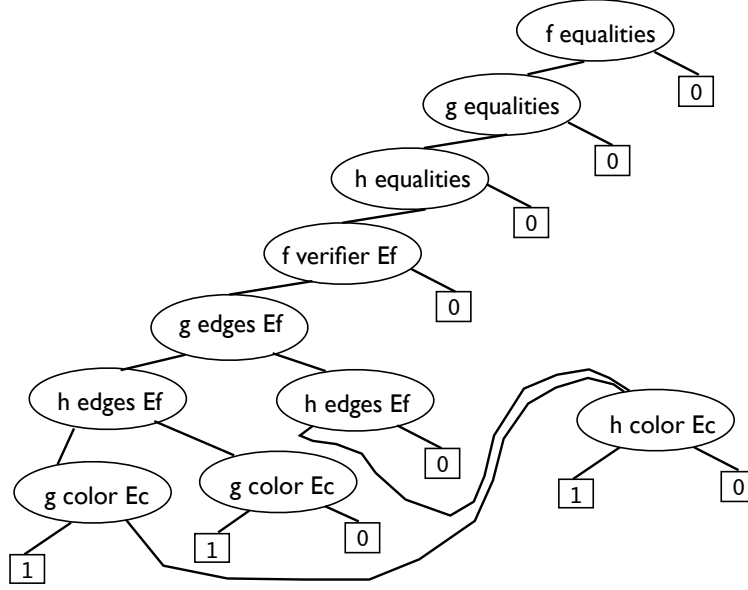 f equalities
0
g equalities
0
h equalities
0
f verifier Ef
0
g edges Ef
h edges Ef
h edges Ef
h color Ec
0
1
0
g color Ec
g color Ec
1
0
1